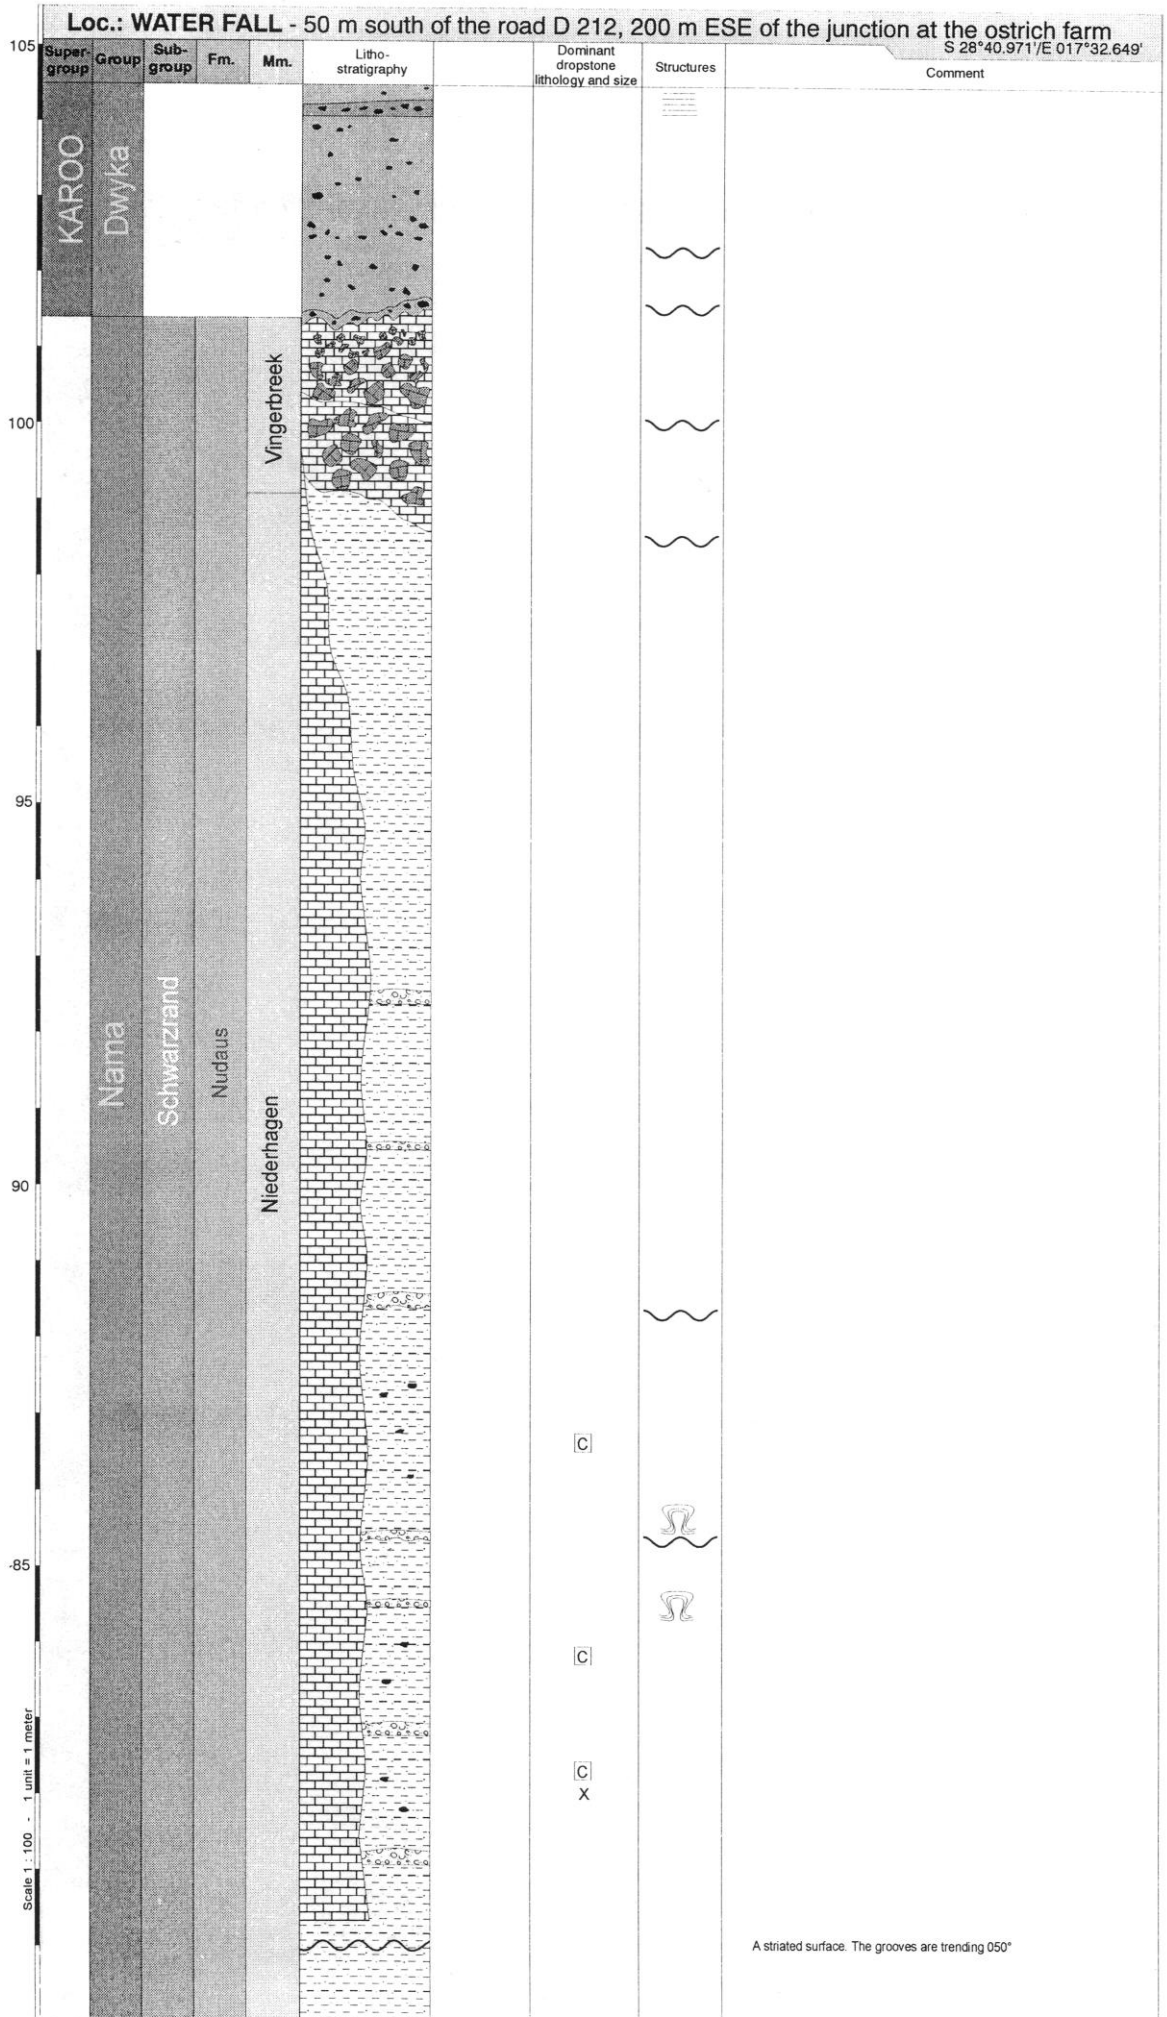 Loc.: WATER FALL - 50 m south of the road D 212, 200 m ESE of the junction at the ostrich farm
S 28°40.971'/E 017°32.649'
105
Super-
group
Group
Sub-
group
Fm.
Mm.
Litho-
stratigraphy
Dominant
dropstone
lithology and size
Structures
Comment
KAROO
Dwyka
Vingerbreek
100
95
Nama
Schwarzrand
Nudaus
Niederhagen
90
C
-85
C
C
X
Scale 1 : 100 - 1 unit = 1 meter
A striated surface. The grooves are trending 050°